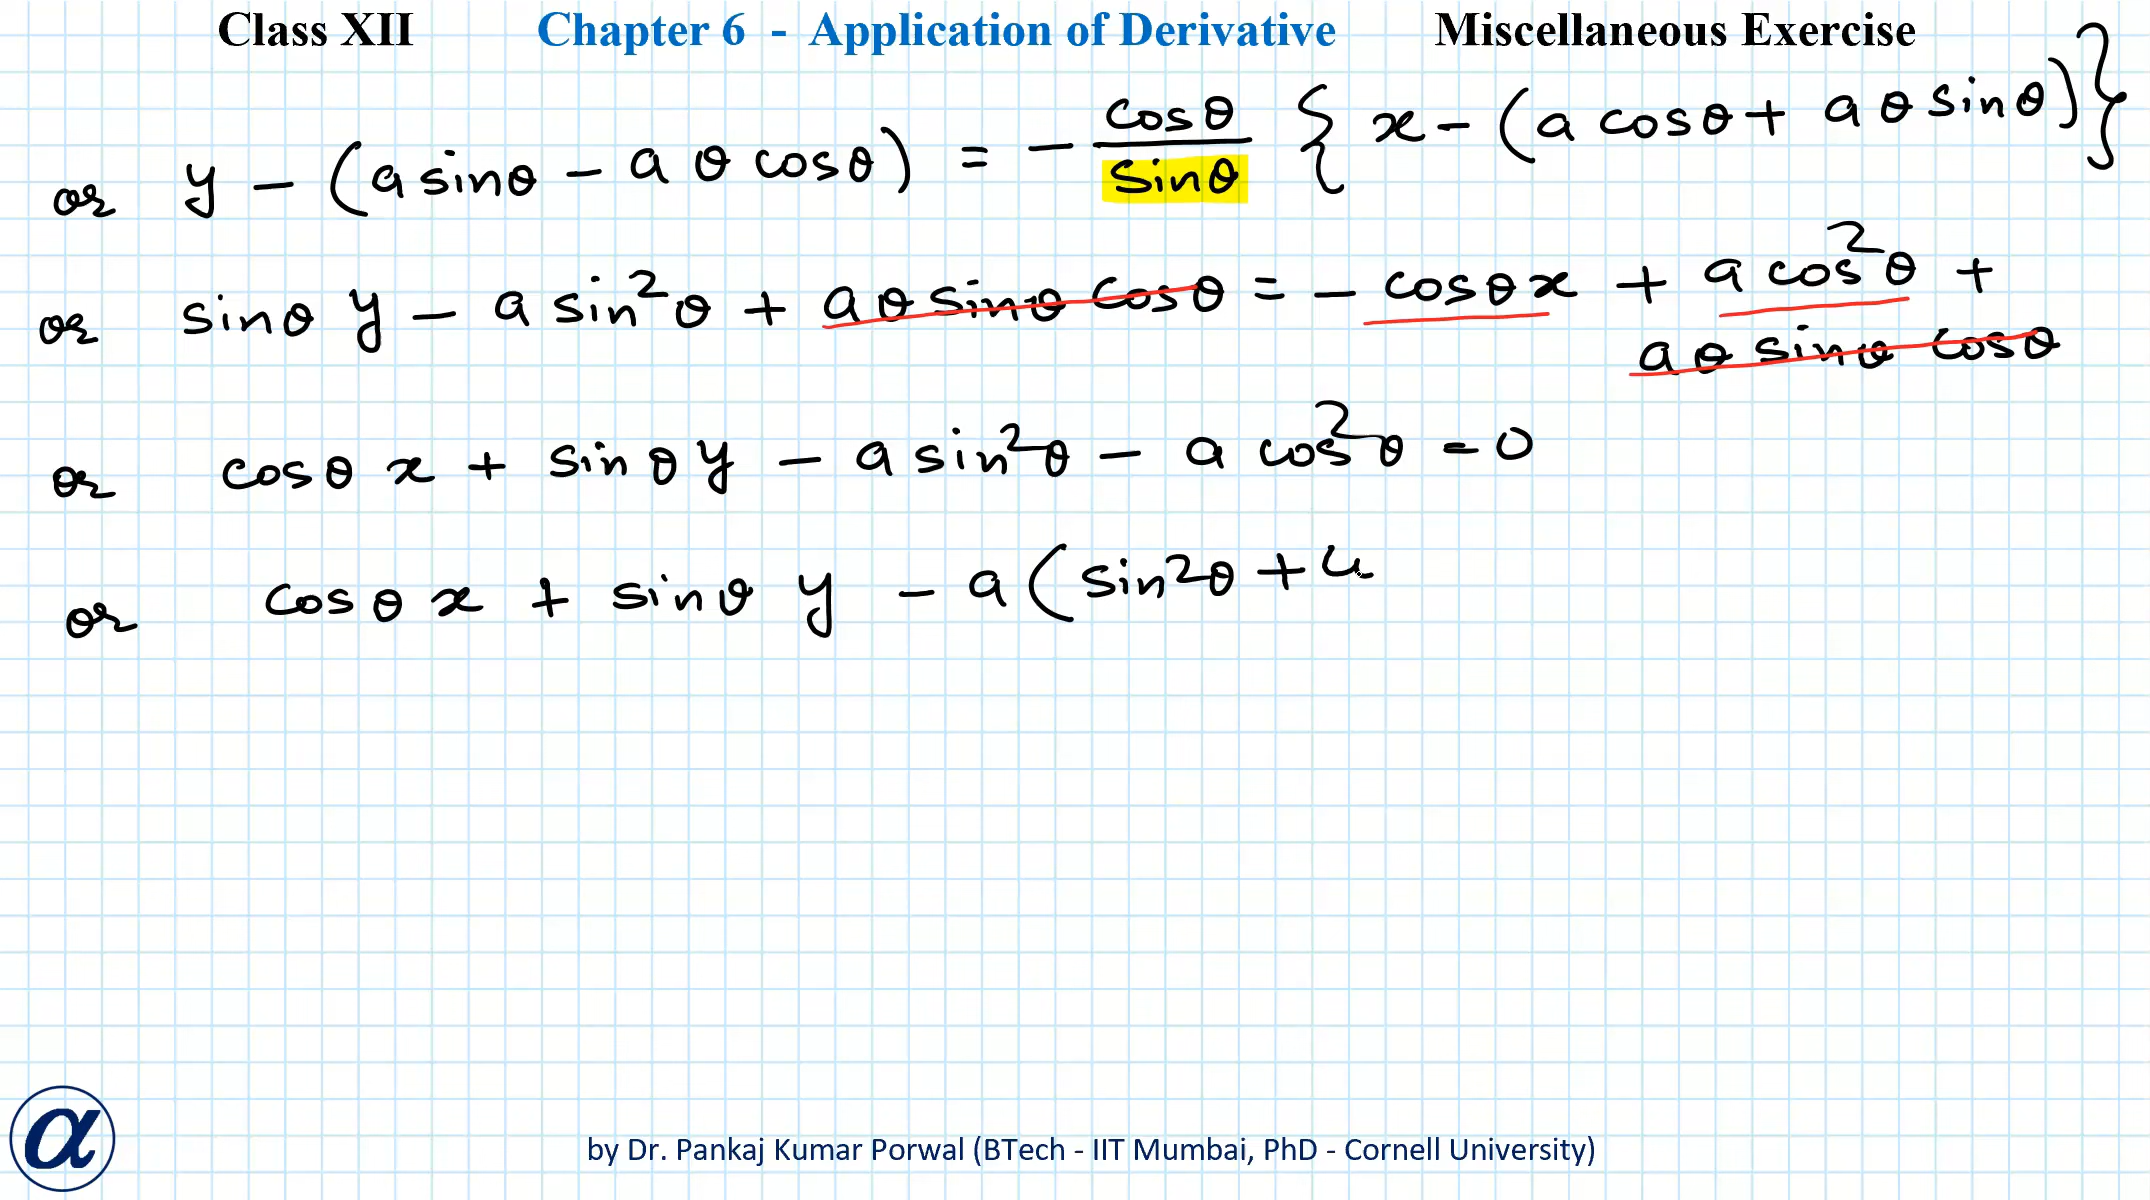 Class XII Chapter 6 - Application of Derivative Miscellaneous Exercise
or y - (a sinθ - a θ cosθ) = - cosθ/sinθ { x - (a cosθ + a θ sinθ) }
or sinθ y - a sin²θ + aθ sinθ cosθ = - cosθ x + a cos²θ +
aθ sinθ cosθ
or cosθ x + sinθ y - a sin²θ - a cos²θ = 0
or cosθ x + sinθ y - a (sin²θ +
α
by Dr. Pankaj Kumar Porwal (BTech - IIT Mumbai, PhD - Cornell University)